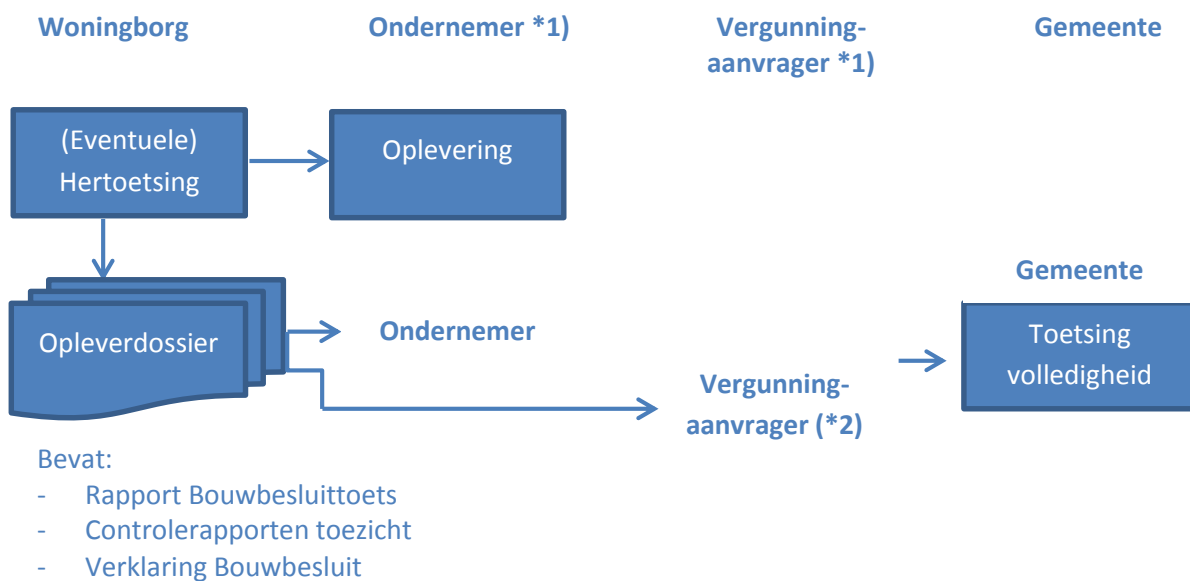 Woningborg
Ondernemer *1)
Vergunning-
aanvrager *1)
Gemeente
(Eventuele)
Hertoetsing
Oplevering
Gemeente
Opleverdossier
Ondernemer
Toetsing
volledigheid
Vergunning-
aanvrager (*2)
Bevat:
- Rapport Bouwbesluittoets
- Controlerapporten toezicht
- Verklaring Bouwbesluit